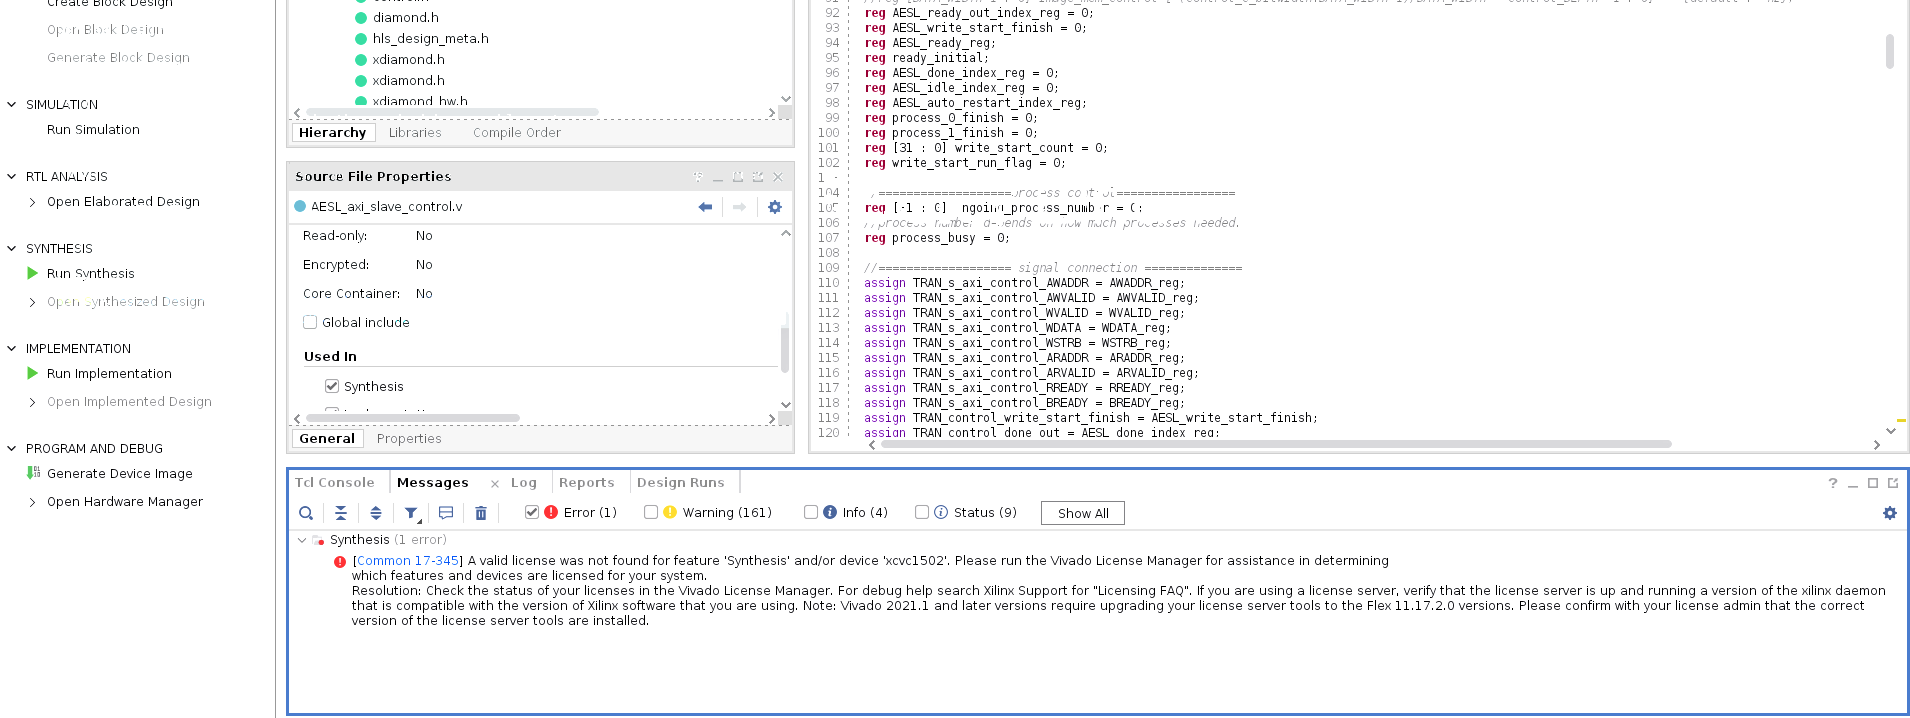 Create Block Design
Open Block Design
Generate Block Design
SIMULATION
Run Simulation
RTL ANALYSIS
Open Elaborated Design
SYNTHESIS
Run Synthesis
Open Synthesized Design
IMPLEMENTATION
Run Implementation
Open Implemented Design
PROGRAM AND DEBUG
Generate Device Image
Open Hardware Manager
diamond.h
hls_design_meta.h
xdiamond.h
xdiamond.h
xdiamond_hw.h
Hierarchy Libraries Compile Order
Source File Properties
AESL_axi_slave_control.v
Read-only: No
Encrypted: No
Core Container: No
Global include
Used In
Synthesis
General Properties
92 reg AESL_ready_out_index_reg = 0;
93 reg AESL_write_start_finish = 0;
94 reg AESL_ready_reg;
95 reg ready_initial;
96 reg AESL_done_index_reg = 0;
97 reg AESL_idle_index_reg = 0;
98 reg AESL_auto_restart_index_reg;
99 reg process_0_finish = 0;
100 reg process_1_finish = 0;
101 reg [31 : 0] write_start_count = 0;
102 reg write_start_run_flag = 0;
104 ===================process control=================
105 reg ongoing_process_number = 0;
106 //process number depends on how much processes needed.
107 reg process_busy = 0;
108
109 //=================== signal connection ==============
110 assign TRAN_s_axi_control_AWADDR = AWADDR_reg;
111 assign TRAN_s_axi_control_AWVALID = AWVALID_reg;
112 assign TRAN_s_axi_control_WVALID = WVALID_reg;
113 assign TRAN_s_axi_control_WDATA = WDATA_reg;
114 assign TRAN_s_axi_control_WSTRB = WSTRB_reg;
115 assign TRAN_s_axi_control_ARADDR = ARADDR_reg;
116 assign TRAN_s_axi_control_ARVALID = ARVALID_reg;
117 assign TRAN_s_axi_control_RREADY = RREADY_reg;
118 assign TRAN_s_axi_control_BREADY = BREADY_reg;
119 assign TRAN_control_write_start_finish = AESL_write_start_finish;
120 assign TRAN_control_done_out = AESL_done_index_reg;
Tcl Console Messages × Log Reports Design Runs
Error (1) Warning (161) Info (4) Status (9) Show All
Synthesis (1 error)
[Common 17-345] A valid license was not found for feature 'Synthesis' and/or device 'xcvc1502'. Please run the Vivado License Manager for assistance in determining
which features and devices are licensed for your system.
Resolution: Check the status of your licenses in the Vivado License Manager. For debug help search Xilinx Support for "Licensing FAQ". If you are using a license server, verify that the license server is up and running a version of the xilinx daemon
that is compatible with the version of Xilinx software that you are using. Note: Vivado 2021.1 and later versions require upgrading your license server tools to the Flex 11.17.2.0 versions. Please confirm with your license admin that the correct
version of the license server tools are installed.